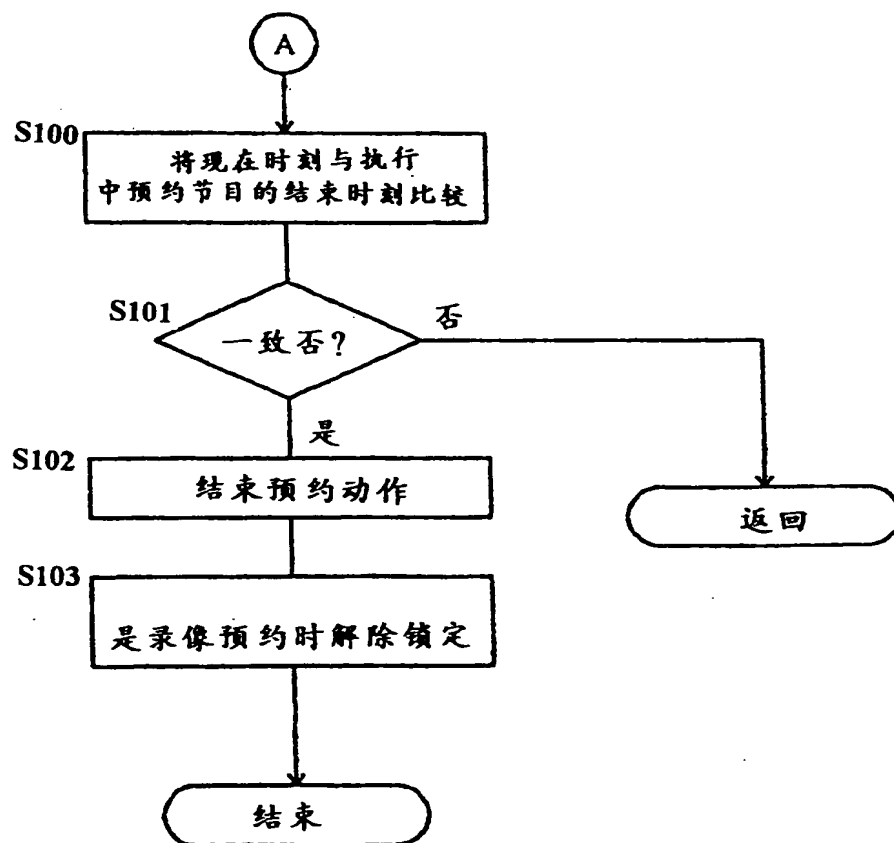 A
S100
将现在时刻与执行
中预约节目的结束时刻比较
S101
一致否?
否
是
S102
结束预约动作
返回
S103
是录像预约时解除锁定
结束